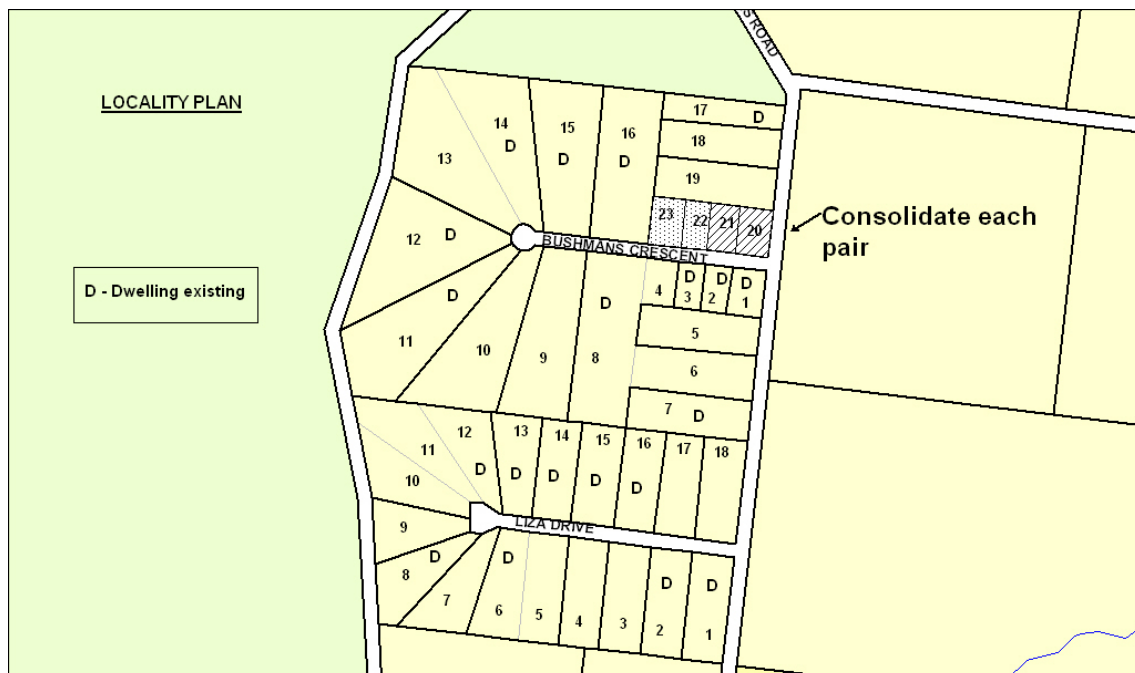 S ROAD
LOCALITY PLAN
17 D
14
15
16
18
D
D
D
13
19
23 22 21 20
Consolidate each
pair
12 D
BUSHMANS CRESCENT
D D D
4 3 2 1
D - Dwelling existing
D
D
5
11
10
9
8
6
7 D
12
13
14
15
16
17
18
11
D
D
D
D
D
10
9
LIZA DRIVE
D
D
8
D
D
7
6
5
4
3
2
1